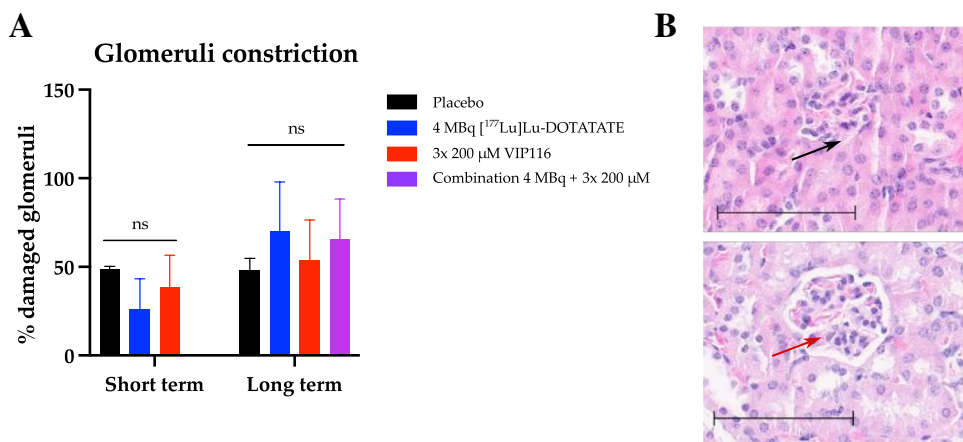 A
B
Glomeruli constriction
150
100
50
0
% damaged glomeruli
ns
ns
Short term
Long term
Placebo
4 MBq [¹⁷⁷Lu]Lu-DOTATATE
3x 200 µM VIP116
Combination 4 MBq + 3x 200 µM